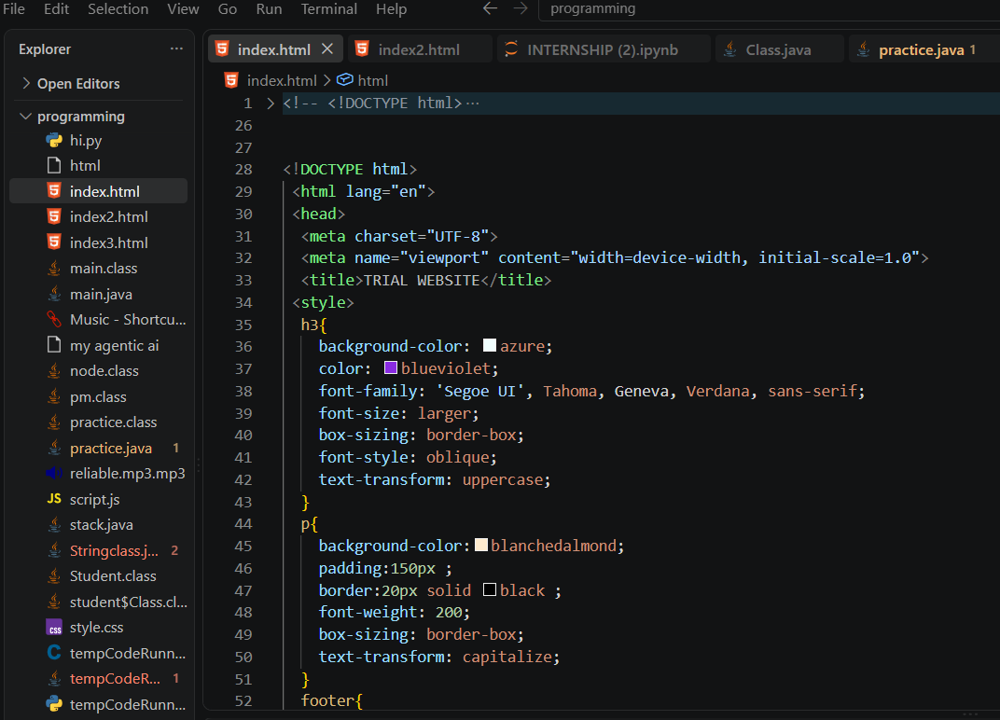 File Edit Selection View Go Run Terminal Help
programming
Explorer ···
Open Editors
programming
hi.py
html
index.html
index2.html
index3.html
main.class
main.java
Music - Shortcu...
my agentic ai
node.class
pm.class
practice.class
practice.java 1
reliable.mp3.mp3
JS script.js
stack.java
Stringclass.j... 2
Student.class
student$Class.cl...
css style.css
C tempCodeRunn...
tempCodeR... 1
tempCodeRunn...
index.html index2.html INTERNSHIP (2).ipynb Class.java practice.java 1
index.html > html
1 <!-- <!DOCTYPE html> ···
26
27
28 <!DOCTYPE html>
29 <html lang="en">
30 <head>
31 <meta charset="UTF-8">
32 <meta name="viewport" content="width=device-width, initial-scale=1.0">
33 <title>TRIAL WEBSITE</title>
34 <style>
35 h3{
36 background-color: azure;
37 color: blueviolet;
38 font-family: 'Segoe UI', Tahoma, Geneva, Verdana, sans-serif;
39 font-size: larger;
40 box-sizing: border-box;
41 font-style: oblique;
42 text-transform: uppercase;
43 }
44 p{
45 background-color: blanchedalmond;
46 padding:150px ;
47 border:20px solid black ;
48 font-weight: 200;
49 box-sizing: border-box;
50 text-transform: capitalize;
51 }
52 footer{